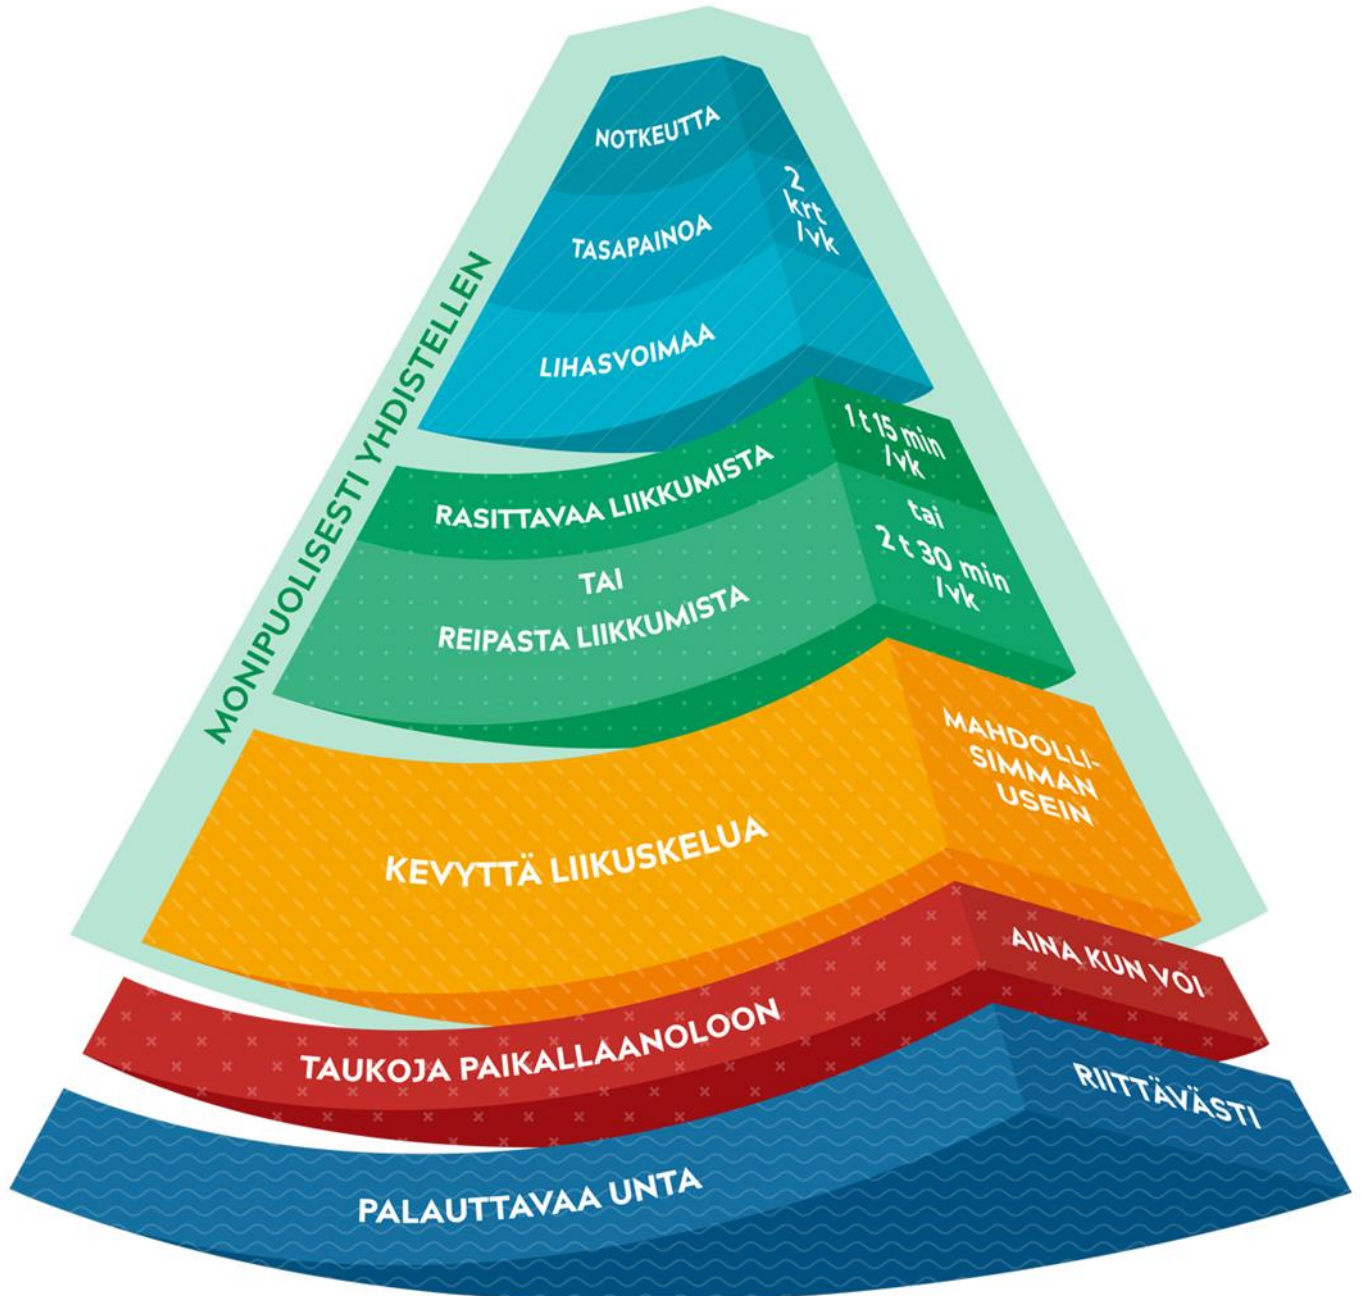 NOTKEUTTA
TASAPAINOA
LIHASVOIMAA
2
krt
/vk
MONIPUOLISESTI YHDISTELLEN
RASITTAVAA LIIKKUMISTA
1 t 15 min
/vk
TAI
REIPASTA LIIKKUMISTA
tai
2 t 30 min
/vk
KEVYTTÄ LIIKUSKELUA
MAHDOLLI-
SIMMAN
USEIN
TAUKOJA PAIKALLAANOLOON
AINA KUN VOI
PALAUTTAVAA UNTA
RIITTÄVÄSTI